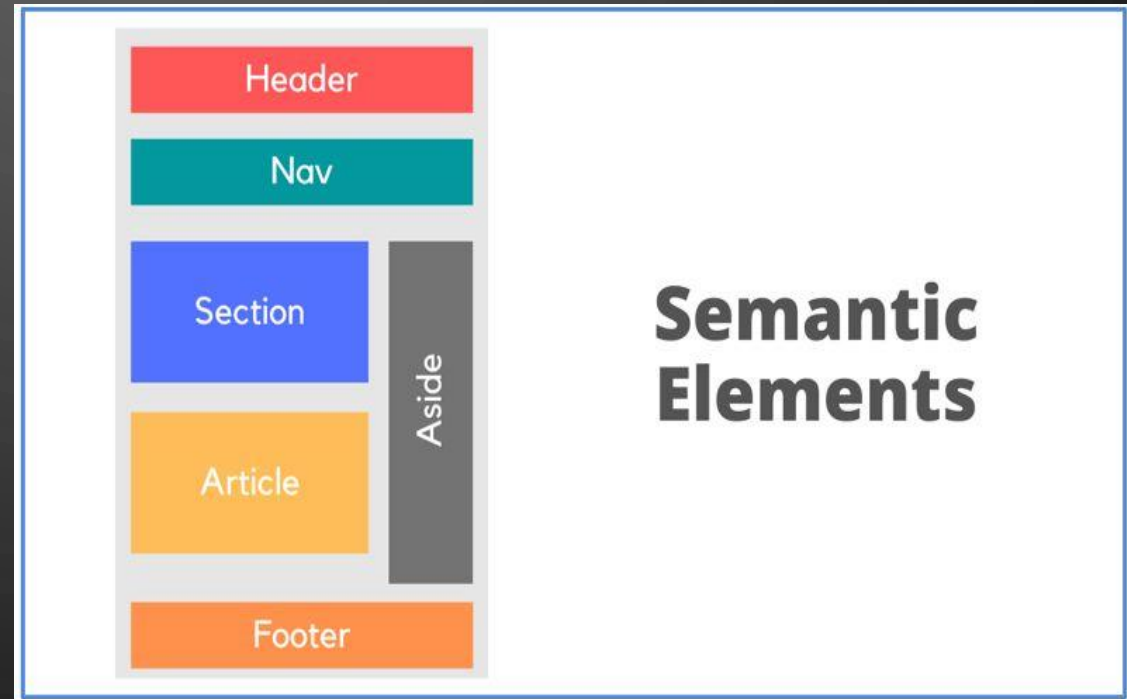 Header
Nav
Section
Aside
Article
Footer
Semantic
Elements